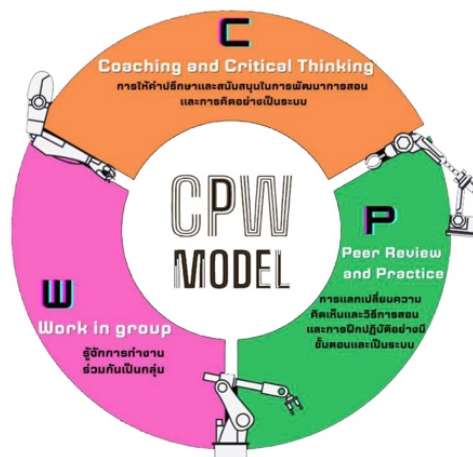 C
Coaching and Critical Thinking
การให้คำปรึกษาและสนับสนุนในการพัฒนาการสอน
และการคิดอย่างเป็นระบบ
CPW
MODEL
P
Peer Review
and Practice
การแลกเปลี่ยนความ
คิดเห็นและวิธีการสอน
และการฝึกปฏิบัติอย่างมี
ขั้นตอนและเป็นระบบ
W
Work in group
รู้จักการทำงาน
ร่วมกันเป็นกลุ่ม